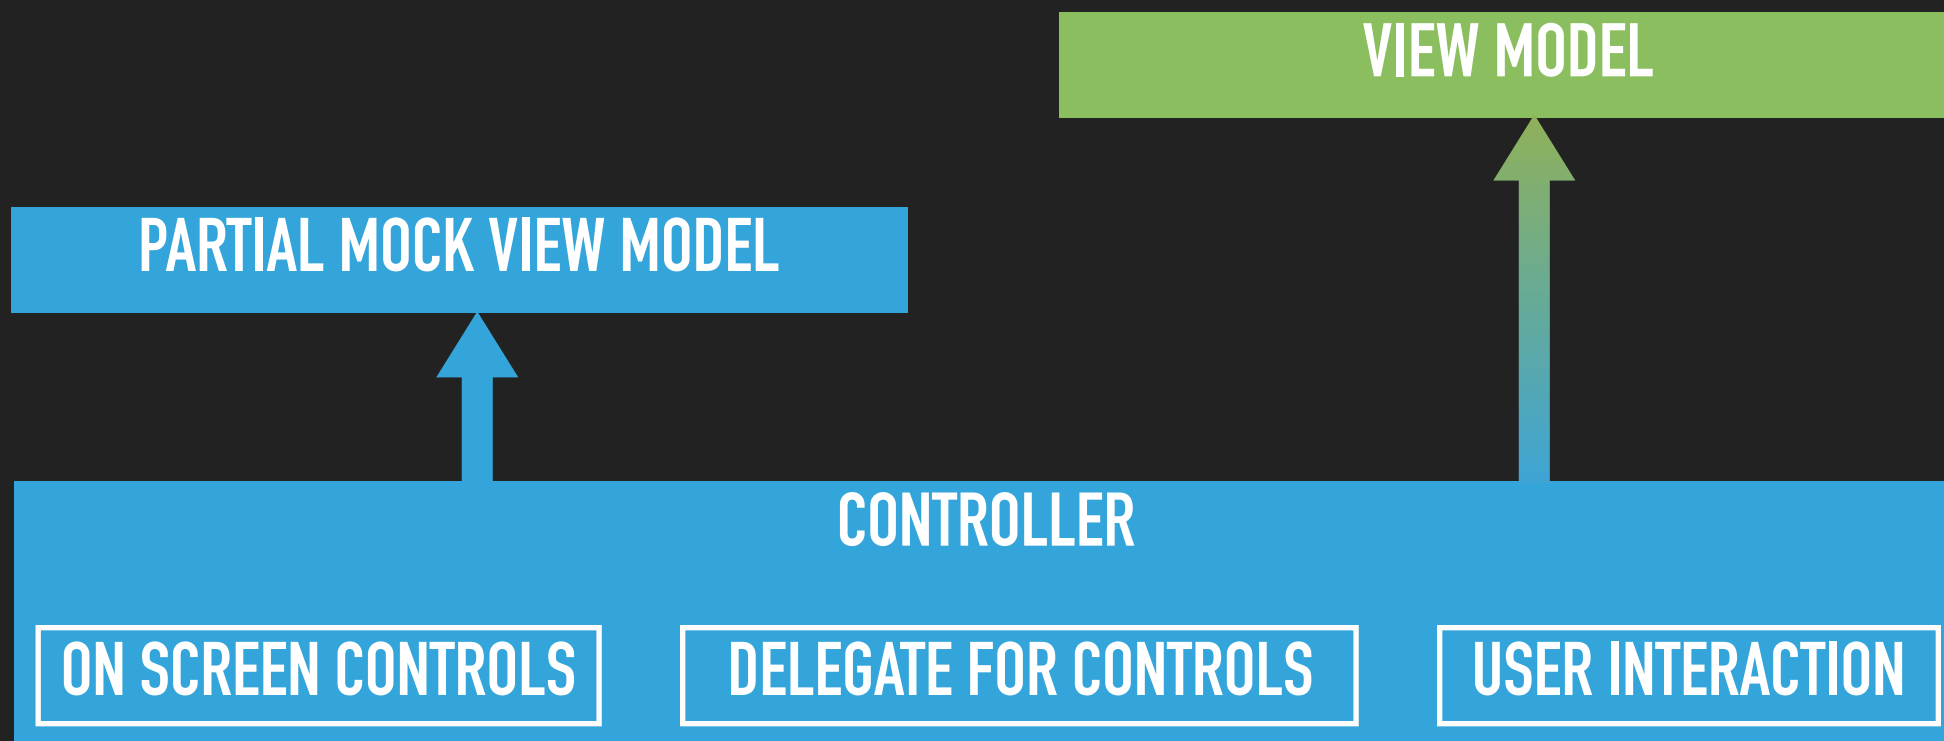 VIEW MODEL
PARTIAL MOCK VIEW MODEL
CONTROLLER
ON SCREEN CONTROLS
DELEGATE FOR CONTROLS
USER INTERACTION